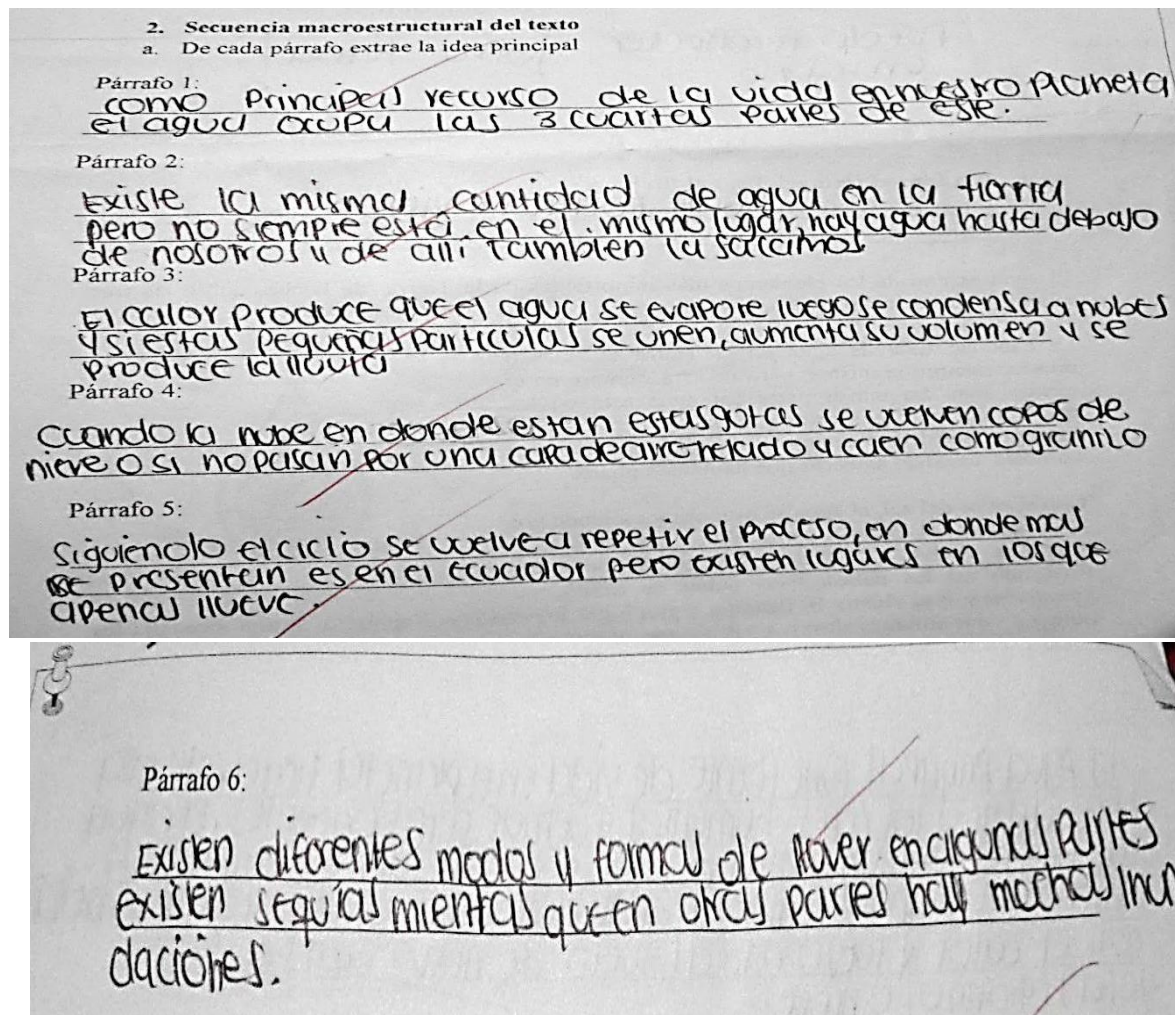 2. Secuencia macroestructural del texto
a. De cada párrafo extrae la idea principal
Párrafo 1:
como principal recurso de la vida en nuestro planeta
el agua ocupa las 3 cuartas partes de este.
Párrafo 2:
Existe la misma cantidad de agua en la tierra
pero no siempre está en el mismo lugar, hay agua hasta debajo
de nosotros y de alli tambien la sacamos
Párrafo 3:
El calor produce que el agua se evapore luego se condensa a nubes
y si estas pequeñas particulas se unen, aumenta su volumen y se
produce la lluvia
Párrafo 4:
cuando la nube en donde estan estas gotas se vuelven copos de
nieve o si no pasan por una capa de aire helado y caen como granizo
Párrafo 5:
siguiendo el ciclo se vuelve a repetir el proceso, en donde mas
se presentan es en el ecuador pero existen lugares en los que
apenas llueve.
Párrafo 6:
Existen diferentes modos y formas de llover en algunas partes
existen sequías mientas que en otras partes hay muchas inun
daciones.